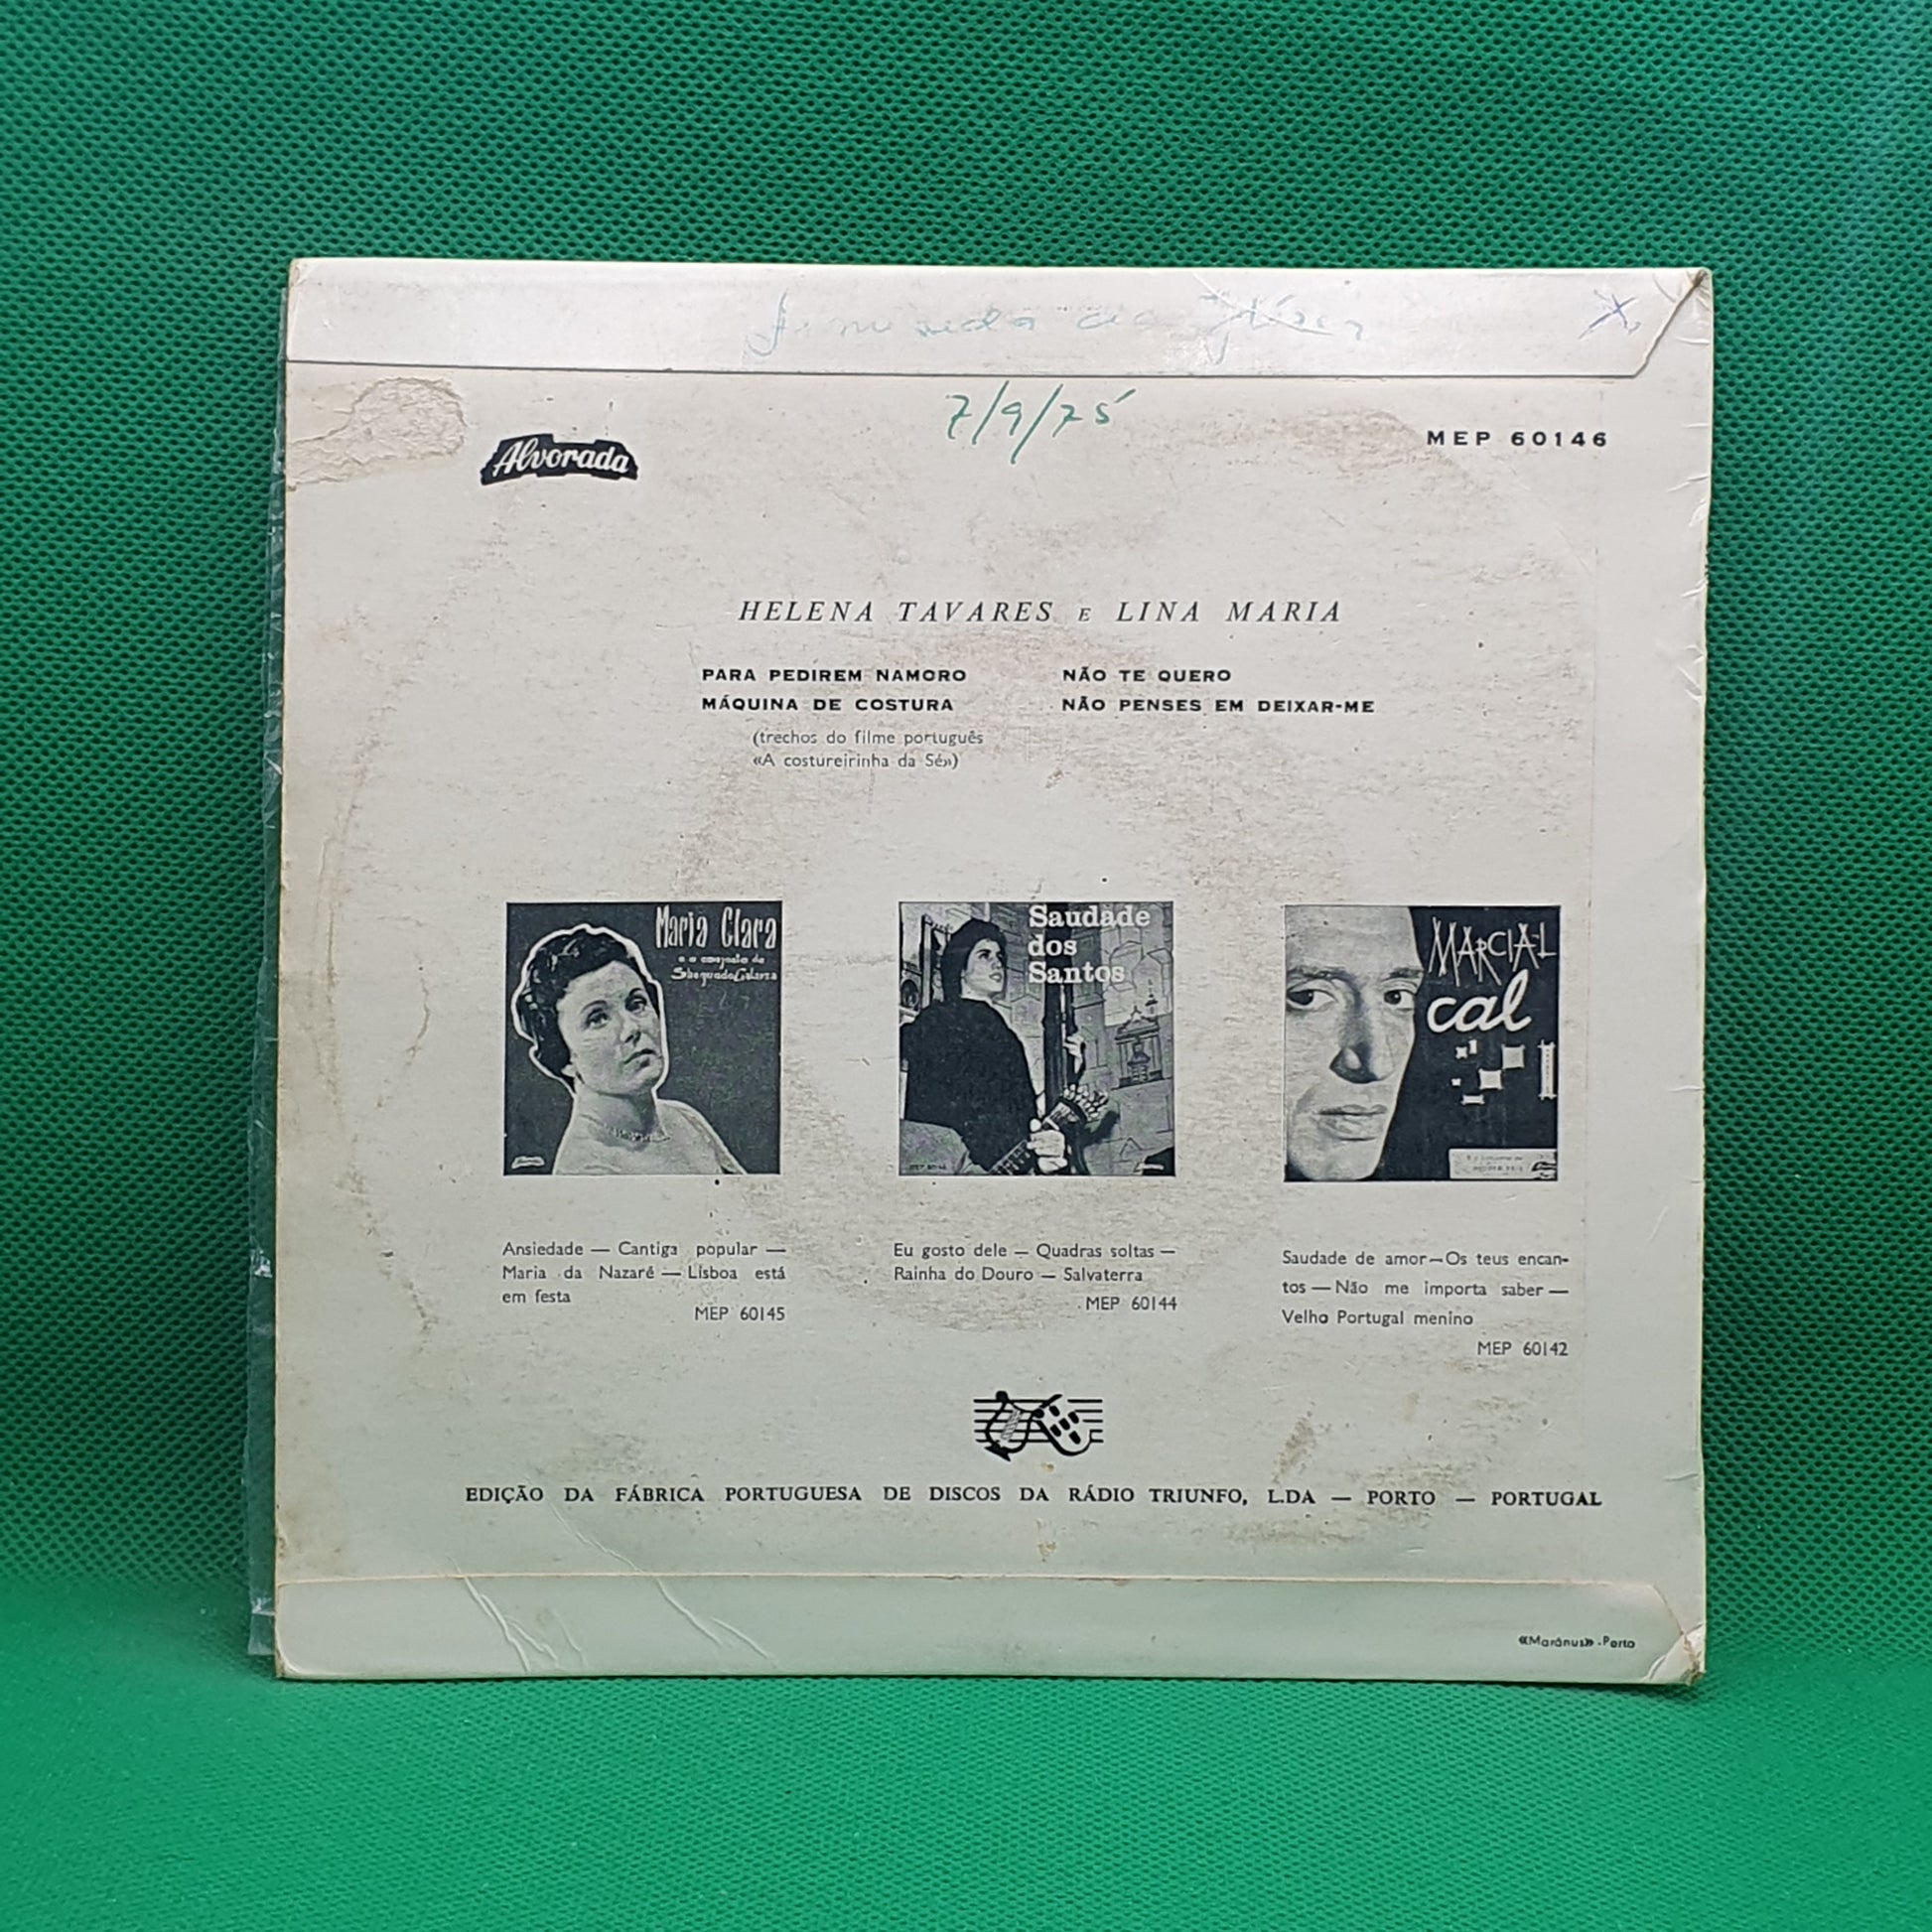 7/9/75
Alvorada
MEP 60146
HELENA TAVARES E LINA MARIA
PARA PEDIREM NAMORO
MÁQUINA DE COSTURA
(trechos do filme português
«A costureirinha da Sé»)
NÃO TE QUERO
NÃO PENSES EM DEIXAR-ME
Maria Clara
e o conjunto de
Saudade
dos
Santos
MARCIAL
cal
Ansiedade — Cantiga popular —
Maria da Nazaré — Lisboa está
em festa
MEP 60145
Eu gosto dele — Quadras soltas —
Rainha do Douro — Salvaterra
MEP 60144
Saudade de amor — Os teus encan-
tos — Não me importa saber —
Velho Portugal menino
MEP 60142
EDIÇÃO DA FÁBRICA PORTUGUESA DE DISCOS DA RÁDIO TRIUNFO, L.DA — PORTO — PORTUGAL
«Marânus» - Porto